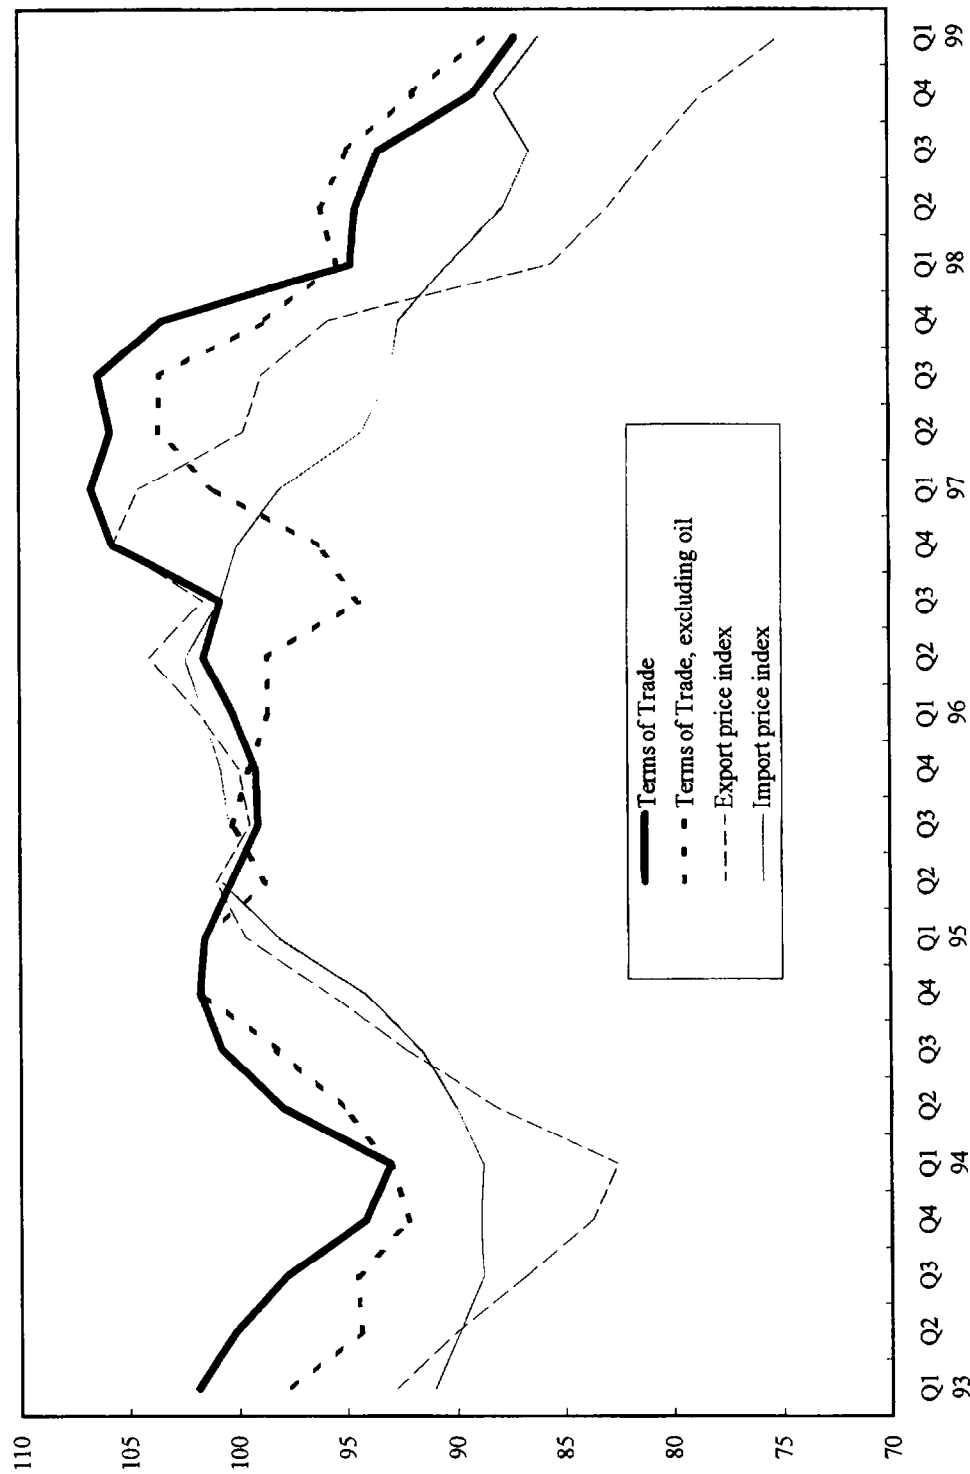 110
105
100
95
90
85
80
75
70
Terms of Trade
Terms of Trade, excluding oil
Export price index
Import price index
Q1 Q2 Q3 Q4 Q1 Q2 Q3 Q4 Q1 Q2 Q3 Q4 Q1 Q2 Q3 Q4 Q1 Q2 Q3 Q4 Q1 Q2 Q3 Q4 Q1
93 94 95 96 97 98 99